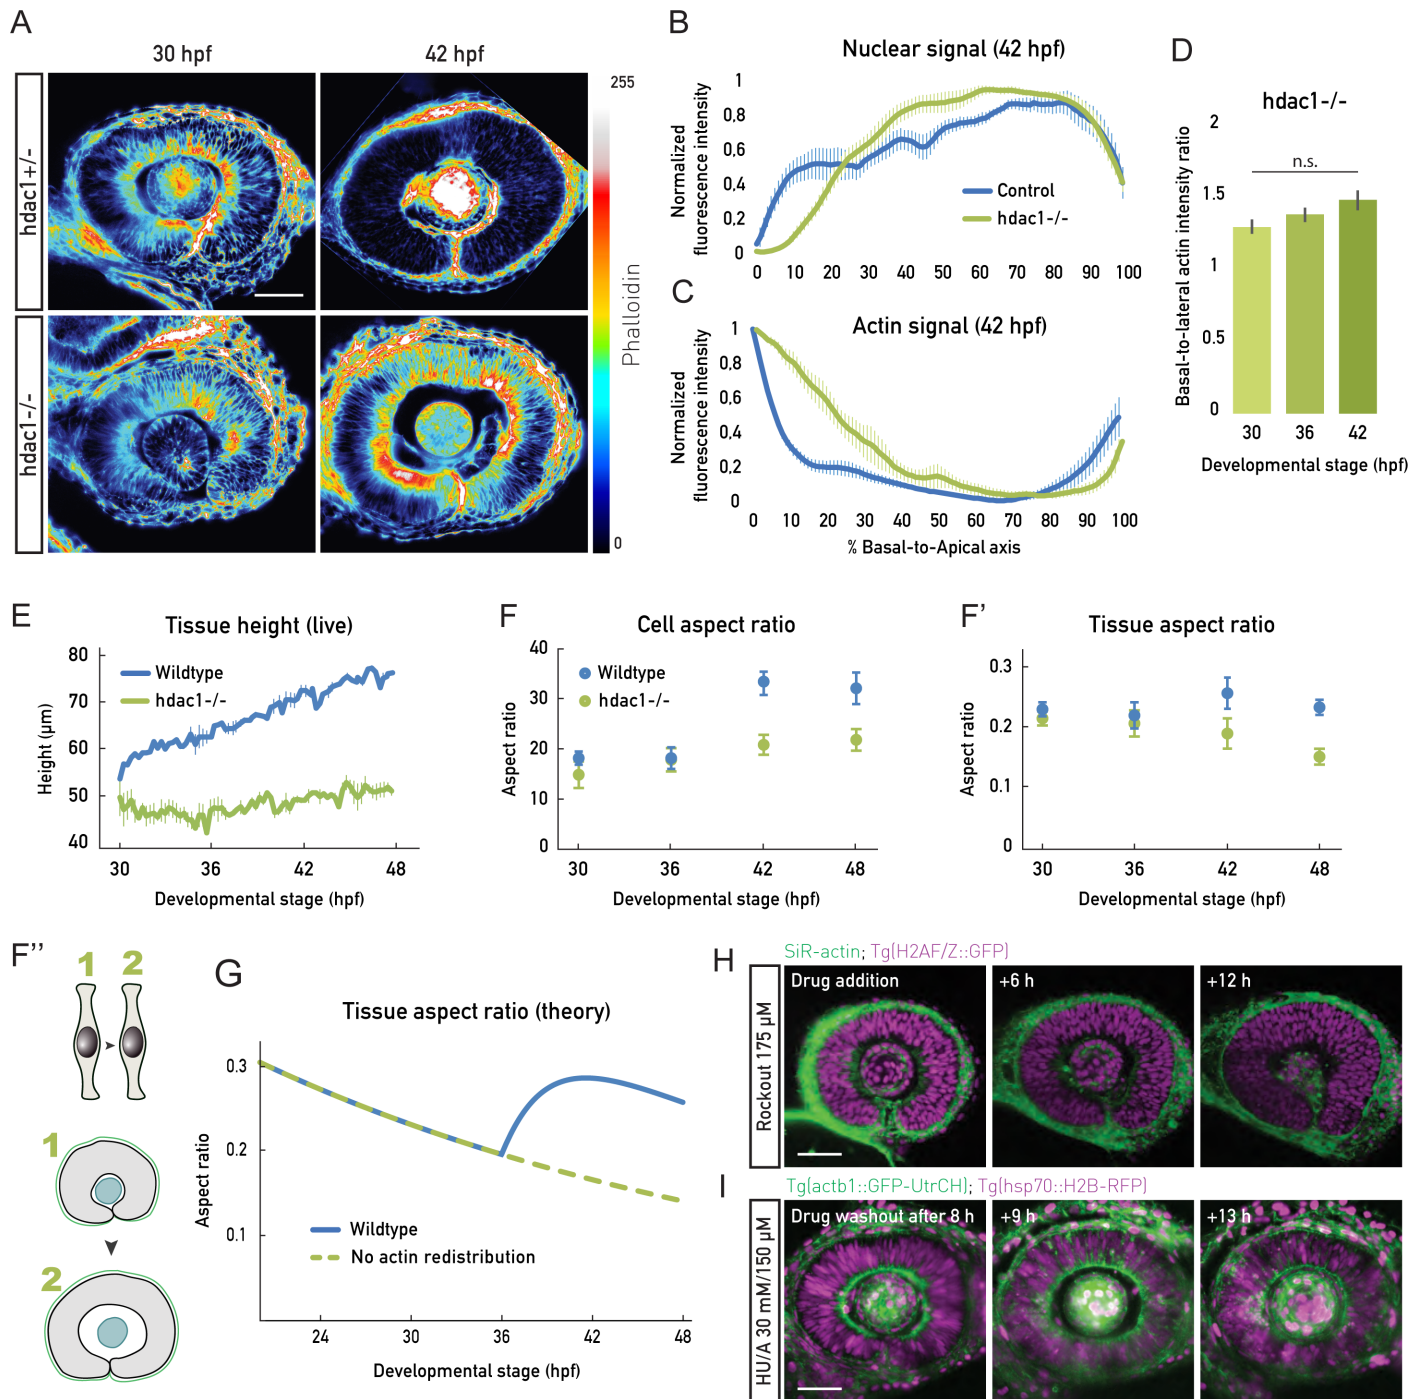 A
30 hpf
42 hpf
hdac1+/-
hdac1-/-
255
Phalloidin
0
B
Nuclear signal (42 hpf)
Normalized
fluorescence intensity
1
0.8
0.6
0.4
0.2
0
Control
hdac1-/-
0 10 20 30 40 50 60 70 80 90 100
C
Actin signal (42 hpf)
Normalized
fluorescence intensity
1
0.8
0.6
0.4
0.2
0
0 10 20 30 40 50 60 70 80 90 100
% Basal-to-Apical axis
D
hdac1-/-
Basal-to-lateral actin intensity ratio
2
n.s.
1.5
1
0.5
0
30 36 42
Developmental stage (hpf)
E
Tissue height (live)
Height (µm)
80
70
60
50
40
Wildtype
hdac1-/-
30 36 42 48
Developmental stage (hpf)
F
Cell aspect ratio
Aspect ratio
40
30
20
10
0
Wildtype
hdac1-/-
30 36 42 48
Developmental stage (hpf)
F’
Tissue aspect ratio
Aspect ratio
0.3
0.2
0.1
0
30 36 42 48
Developmental stage (hpf)
F’’
1 2
1
2
G
Tissue aspect ratio (theory)
Aspect ratio
0.3
0.2
0.1
Wildtype
No actin redistribution
24 30 36 42 48
Developmental stage (hpf)
H
SiR-actin; Tg(H2AF/Z::GFP)
Rockout 175 µM
Drug addition
+6 h
+12 h
I
Tg(actb1::GFP-UtrCH); Tg(hsp70::H2B-RFP)
HU/A 30 mM/150 µM
Drug washout after 8 h
+9 h
+13 h